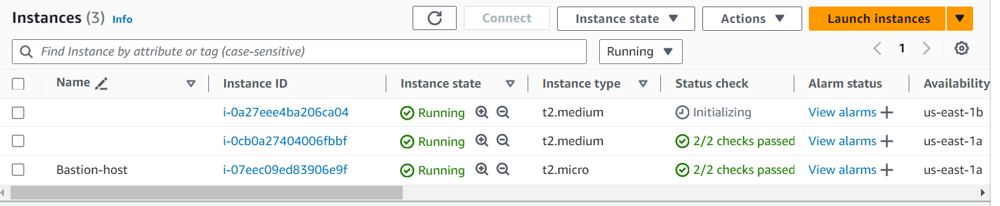 Instances (3) Info Connect Instance state Actions Launch instances
Find Instance by attribute or tag (case-sensitive) Running 1
Name Instance ID Instance state Instance type Status check Alarm status Availability
i-0a27eee4ba206ca04 Running t2.medium Initializing View alarms us-east-1b
i-0cb0a27404006fbbf Running t2.medium 2/2 checks passed View alarms us-east-1a
Bastion-host i-07eec09ed83906e9f Running t2.micro 2/2 checks passed View alarms us-east-1a